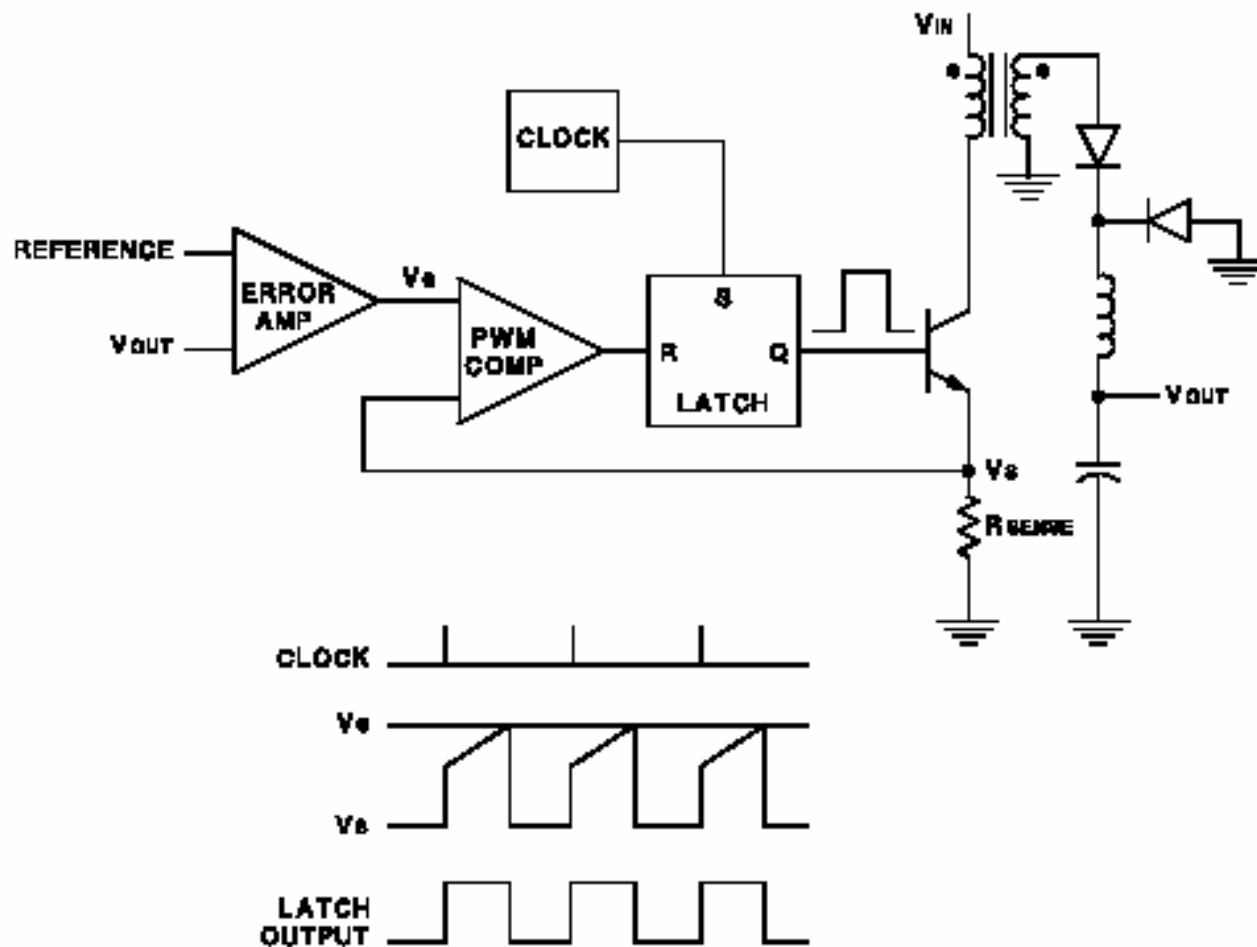 VIN
CLOCK
REFERENCE
ERROR
AMP
VOUT
Ve
PWM
COMP
S
R
Q
LATCH
VOUT
Vs
RSENSE
CLOCK
Ve
Vs
LATCH
OUTPUT